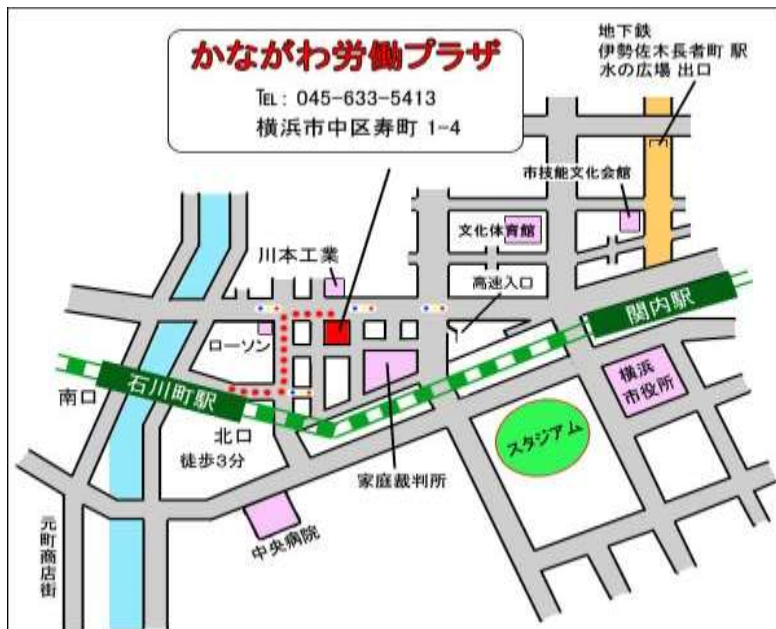 かながわ労働プラザ
TEL: 045-633-5413
横浜市中区寿町 1-4
地下鉄
伊勢佐木長者町 駅
水の広場 出口
市技能文化会館
文化体育館
川本工業
高速入口
関内駅
ローソン
石川町駅
南口
北口
徒歩3分
横浜
市役所
スタジアム
家庭裁判所
中央病院
元町商店街